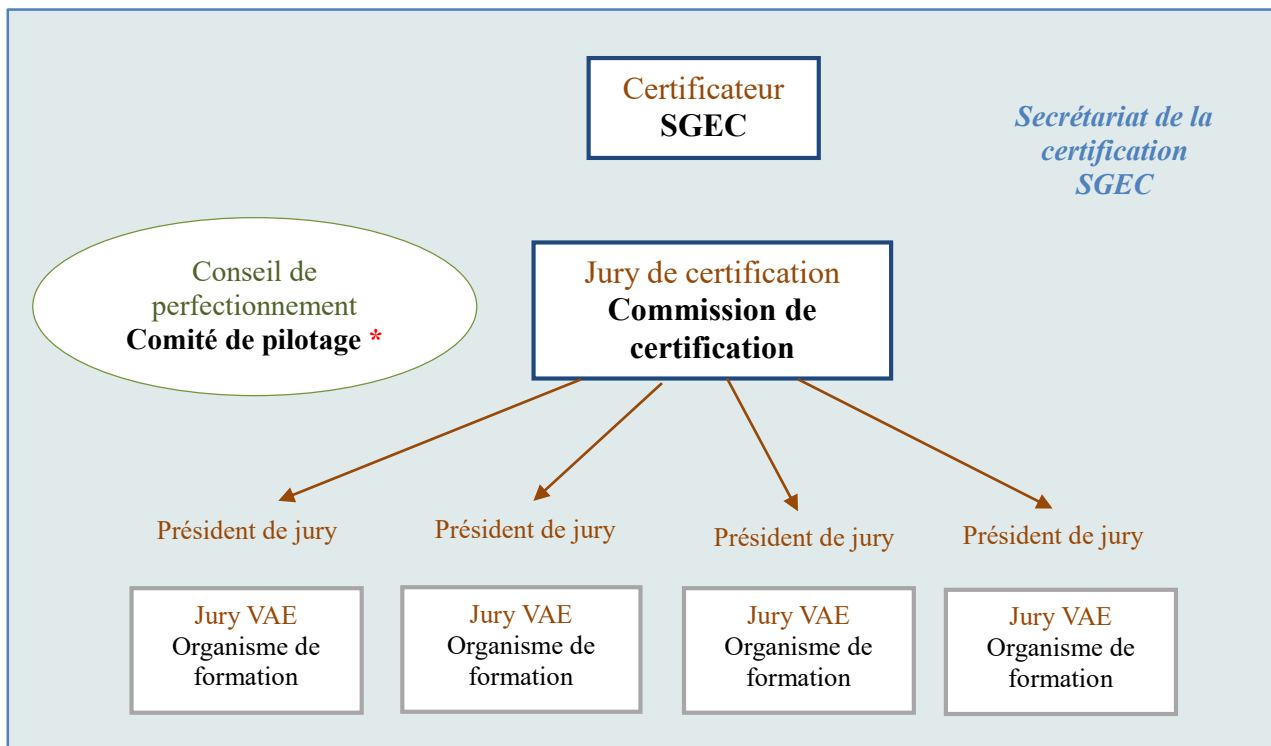 Certificateur
SGEC
Secrétariat de la
certification
SGEC
Conseil de
perfectionnement
Comité de pilotage *
Jury de certification
Commission de
certification
Président de jury
Président de jury
Président de jury
Président de jury
Jury VAE
Organisme de
formation
Jury VAE
Organisme de
formation
Jury VAE
Organisme de
formation
Jury VAE
Organisme de
formation